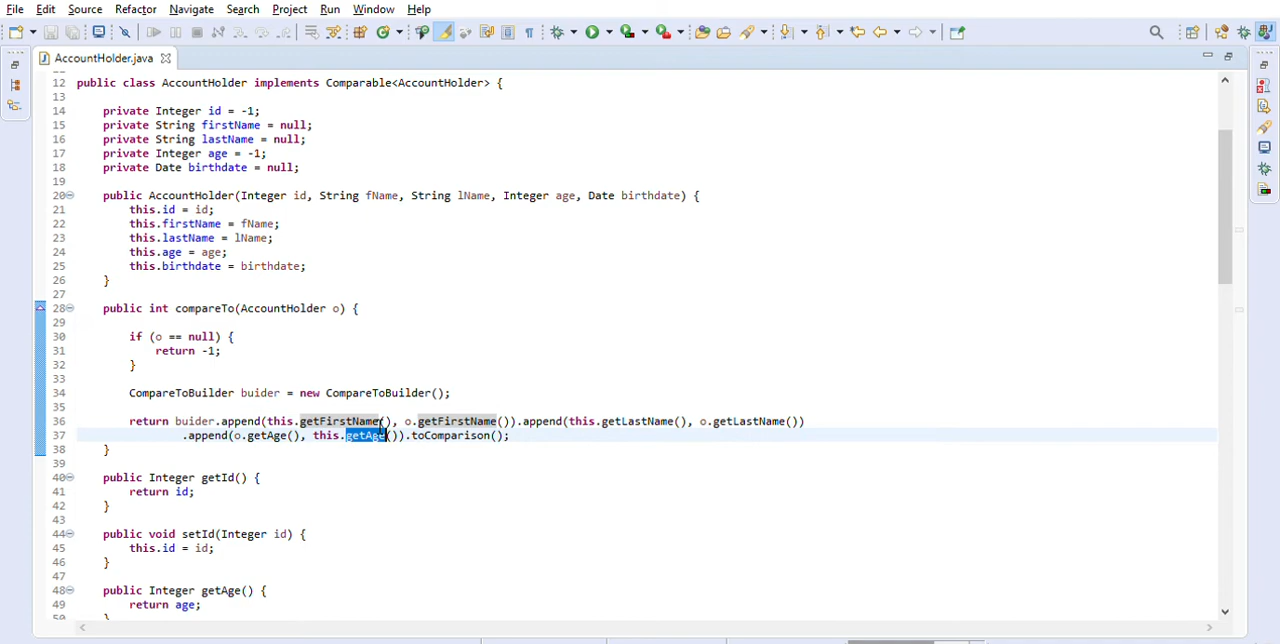 File Edit Source Refactor Navigate Search Project Run Window Help
AccountHolder.java
12 public class AccountHolder implements Comparable<AccountHolder> {
13
14 private Integer id = -1;
15 private String firstName = null;
16 private String lastName = null;
17 private Integer age = -1;
18 private Date birthdate = null;
19
20 public AccountHolder(Integer id, String fName, String lName, Integer age, Date birthdate) {
21 this.id = id;
22 this.firstName = fName;
23 this.lastName = lName;
24 this.age = age;
25 this.birthdate = birthdate;
26 }
27
28 public int compareTo(AccountHolder o) {
29
30 if (o == null) {
31 return -1;
32 }
33
34 CompareToBuilder buider = new CompareToBuilder();
35
36 return buider.append(this.getFirstName(), o.getFirstName()).append(this.getLastName(), o.getLastName())
37 .append(o.getAge(), this.getAge()).toComparison();
38 }
39
40 public Integer getId() {
41 return id;
42 }
43
44 public void setId(Integer id) {
45 this.id = id;
46 }
47
48 public Integer getAge() {
49 return age;
50 }